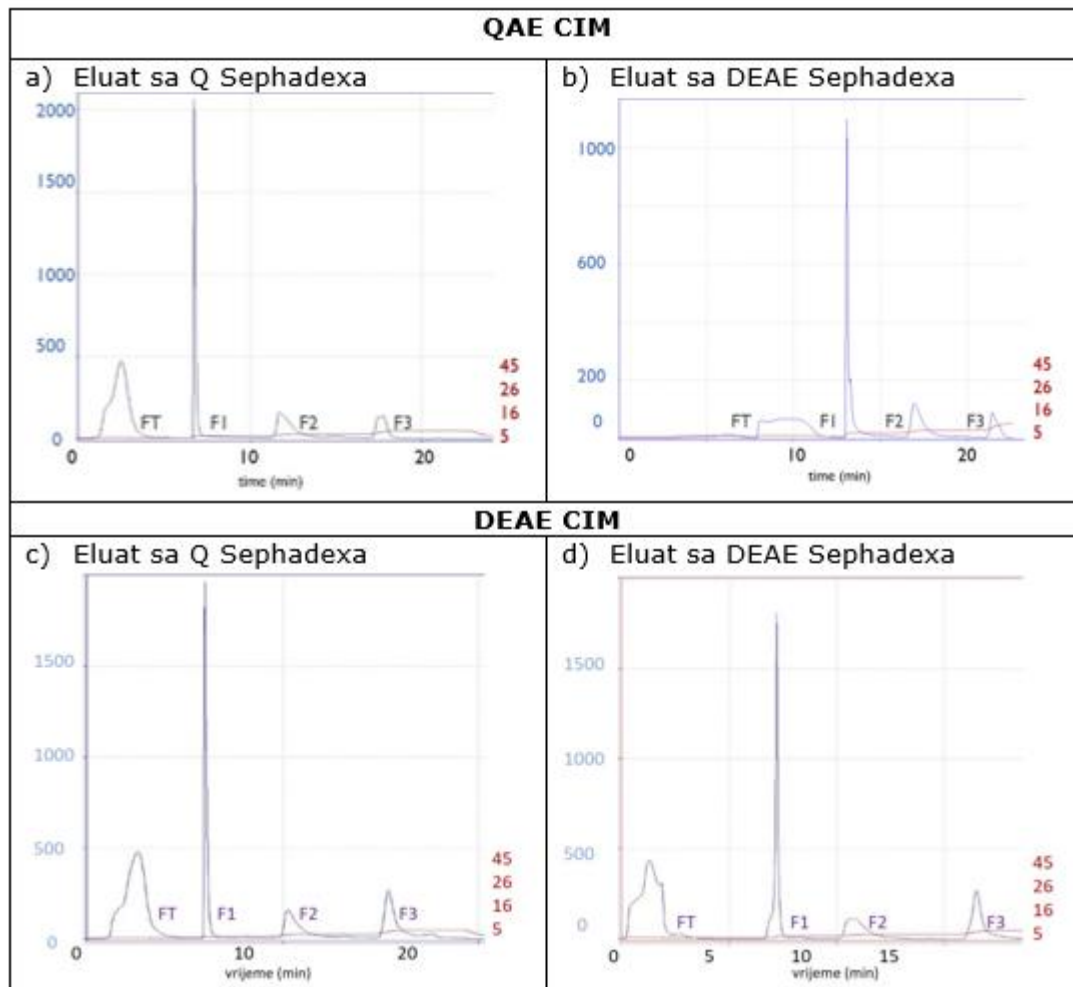 QAE CIM
a) Eluat sa Q Sephadexa
2000
1500
1000
500
0
FT
F1
F2
F3
45
26
16
5
0
10
20
time (min)
b) Eluat sa DEAE Sephadexa
1000
600
200
0
FT
F1
F2
F3
45
26
16
5
0
10
20
time (min)
DEAE CIM
c) Eluat sa Q Sephadexa
1500
1000
500
0
FT
F1
F2
F3
45
26
16
5
0
10
20
vrijeme (min)
d) Eluat sa DEAE Sephadexa
1500
1000
500
0
FT
F1
F2
F3
45
26
16
5
0
5
10
15
vrijeme (min)